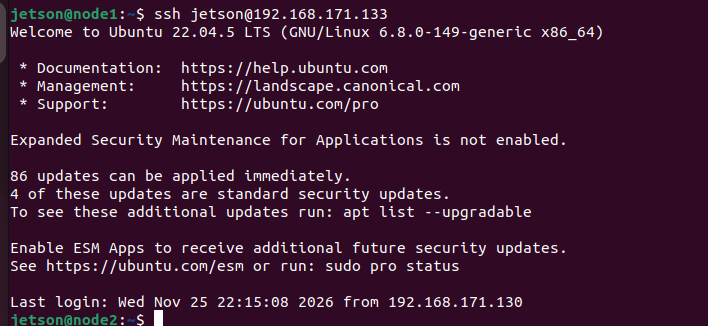 jetson@node1:~$ ssh jetson@192.168.171.133
Welcome to Ubuntu 22.04.5 LTS (GNU/Linux 6.8.0-149-generic x86_64)

 * Documentation:  https://help.ubuntu.com
 * Management:     https://landscape.canonical.com
 * Support:        https://ubuntu.com/pro

Expanded Security Maintenance for Applications is not enabled.

86 updates can be applied immediately.
4 of these updates are standard security updates.
To see these additional updates run: apt list --upgradable

Enable ESM Apps to receive additional future security updates.
See https://ubuntu.com/esm or run: sudo pro status

Last login: Wed Nov 25 22:15:08 2026 from 192.168.171.130
jetson@node2:~$